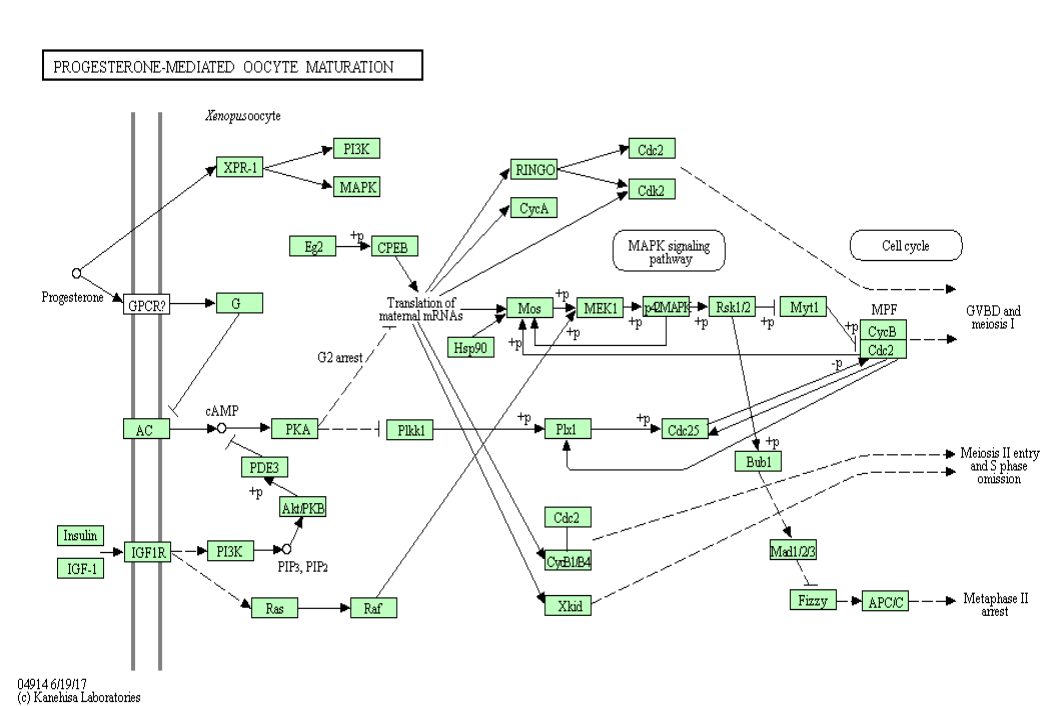 PROGESTERONE-MEDIATED OOCYTE MATURATION
Xenopus oocyte
XPR-1
PI3K
MAPK
RINGO
Cdc2
Cdk2
CycA
Eg2
+p
CPEB
MAPK signaling
pathway
Cell cycle
Progesterone
GPCR?
G
Translation of
maternal mRNAs
Mos
+p
MEK1
+p
p42MAPK
+p
Rsk1/2
+p
Myt1
+p
MPF
CycB
Cdc2
GVBD and
meiosis I
Hsp90
+p
+p
-p
G2 arrest
AC
cAMP
PKA
Plkk1
+p
Plx1
+p
Cdc25
+p
Bub1
Meiosis II entry
and S phase
omission
PDE3
+p
Akt/PKB
Insulin
IGF-1
IGF1R
PI3K
PIP3, PIP2
Cdc2
CycB1/B4
Mad1/2/3
Ras
Raf
Xkid
Fizzy
APC/C
Metaphase II
arrest
04914 6/19/17
(c) Kanehisa Laboratories